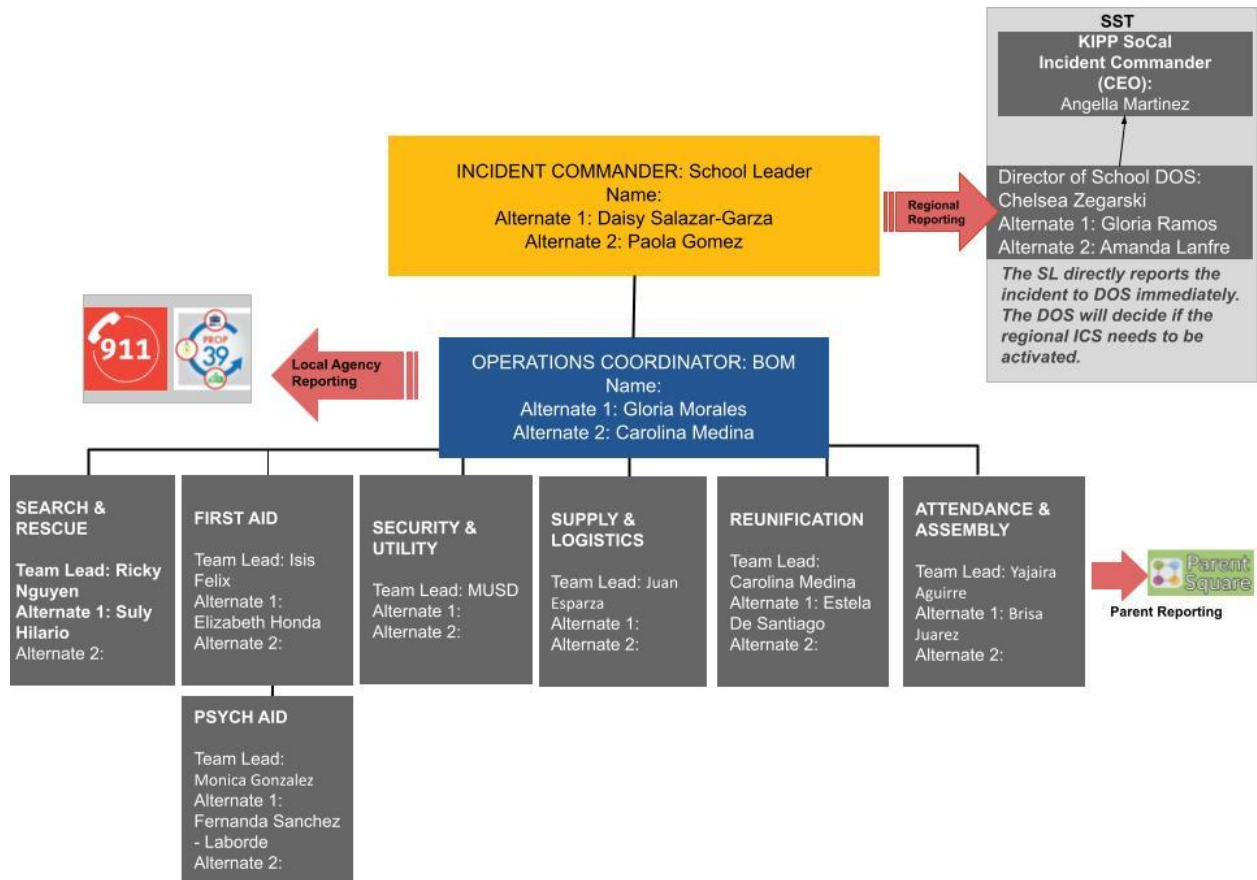 SST
KIPP SoCal
Incident Commander
(CEO):
Angella Martinez
INCIDENT COMMANDER: School Leader
Name:
Alternate 1: Daisy Salazar-Garza
Alternate 2: Paola Gomez
Regional
Reporting
Director of School DOS:
Chelsea Zegarski
Alternate 1: Gloria Ramos
Alternate 2: Amanda Lanfre
The SL directly reports the
incident to DOS immediately.
The DOS will decide if the
regional ICS needs to be
activated.
911
PROP
39
Local Agency
Reporting
OPERATIONS COORDINATOR: BOM
Name:
Alternate 1: Gloria Morales
Alternate 2: Carolina Medina
SEARCH &
RESCUE
Team Lead: Ricky
Nguyen
Alternate 1: Suly
Hilario
Alternate 2:
FIRST AID
Team Lead: Isis
Felix
Alternate 1:
Elizabeth Honda
Alternate 2:
SECURITY &
UTILITY
Team Lead: MUSD
Alternate 1:
Alternate 2:
SUPPLY &
LOGISTICS
Team Lead: Juan
Esparza
Alternate 1:
Alternate 2:
REUNIFICATION
Team Lead:
Carolina Medina
Alternate 1: Estela
De Santiago
Alternate 2:
ATTENDANCE &
ASSEMBLY
Team Lead: Yajaira
Aguirre
Alternate 1: Brisa
Juarez
Alternate 2:
Parent
Square
Parent Reporting
PSYCH AID
Team Lead:
Monica Gonzalez
Alternate 1:
Fernanda Sanchez
- Laborde
Alternate 2: